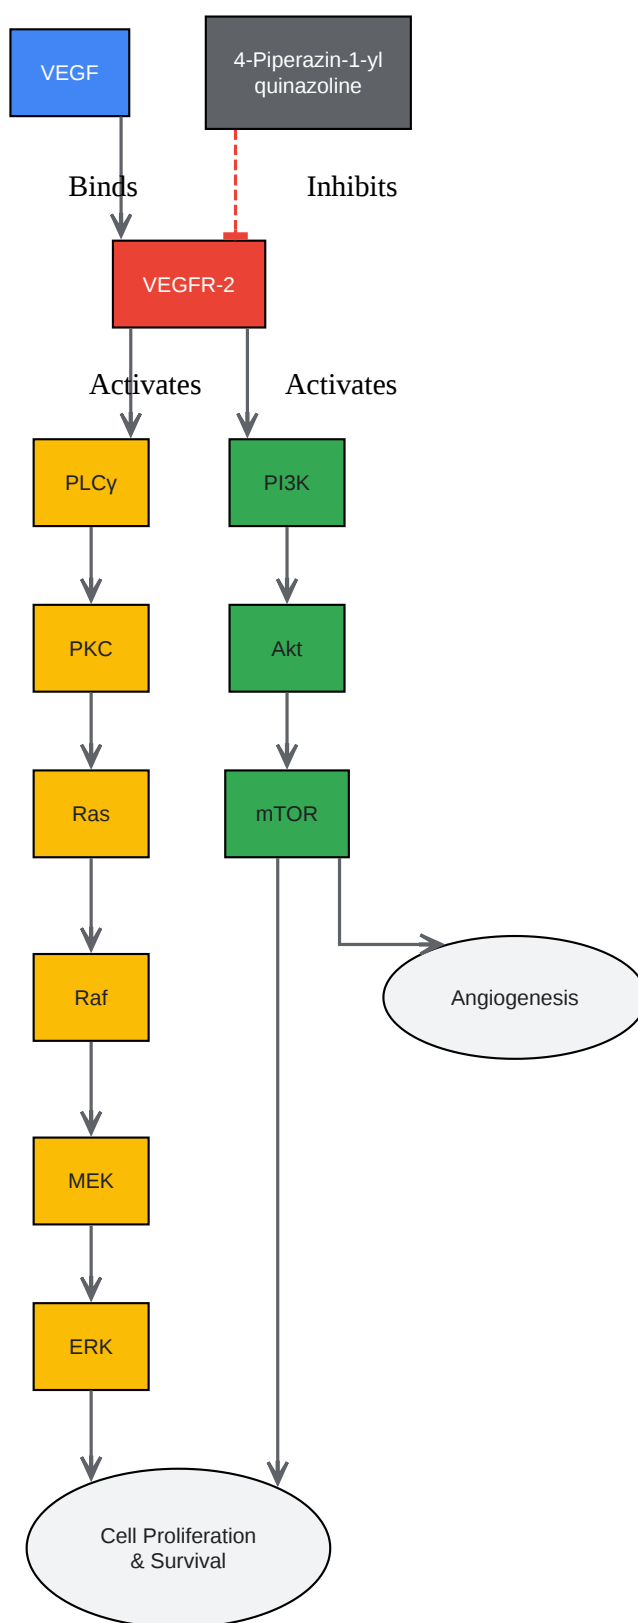 VEGF
4-Piperazin-1-yl
quinazoline
Binds
Inhibits
VEGFR-2
Activates
Activates
PLCγ
PI3K
PKC
Akt
Ras
mTOR
Raf
Angiogenesis
MEK
ERK
Cell Proliferation
& Survival